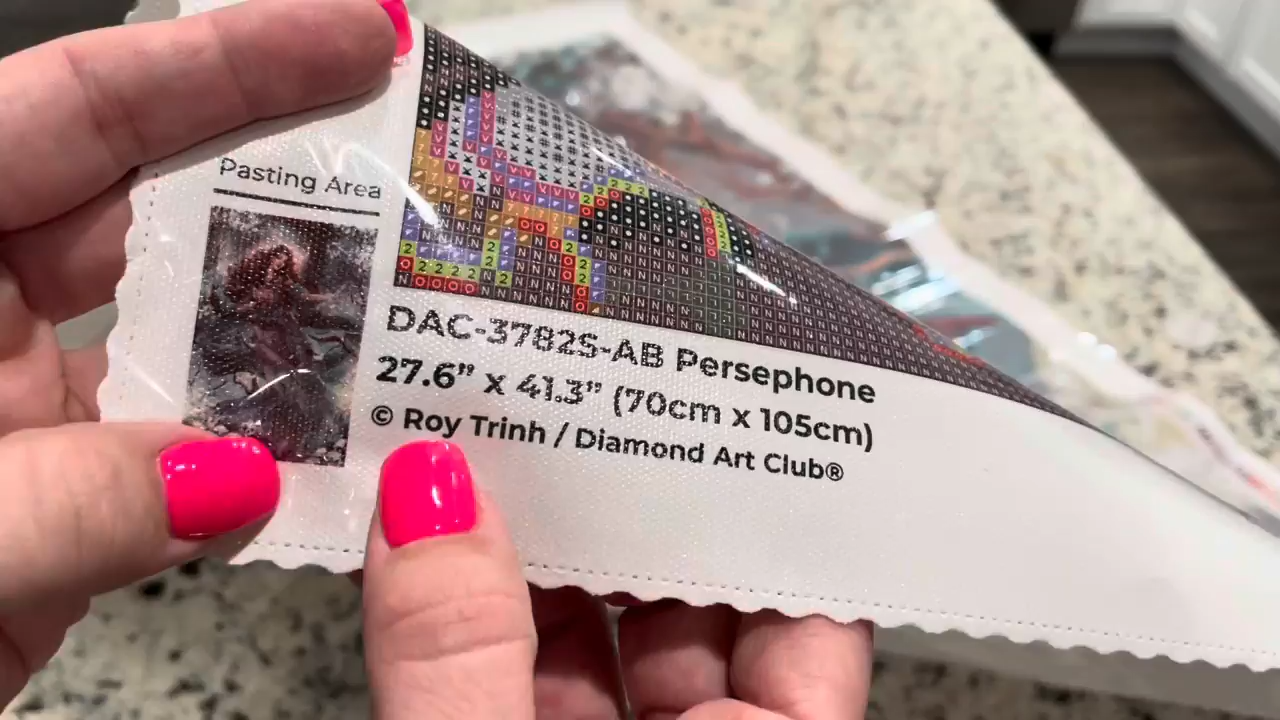 Pasting Area
DAC-3782S-AB Persephone
27.6” x 41.3” (70cm x 105cm)
© Roy Trinh / Diamond Art Club®